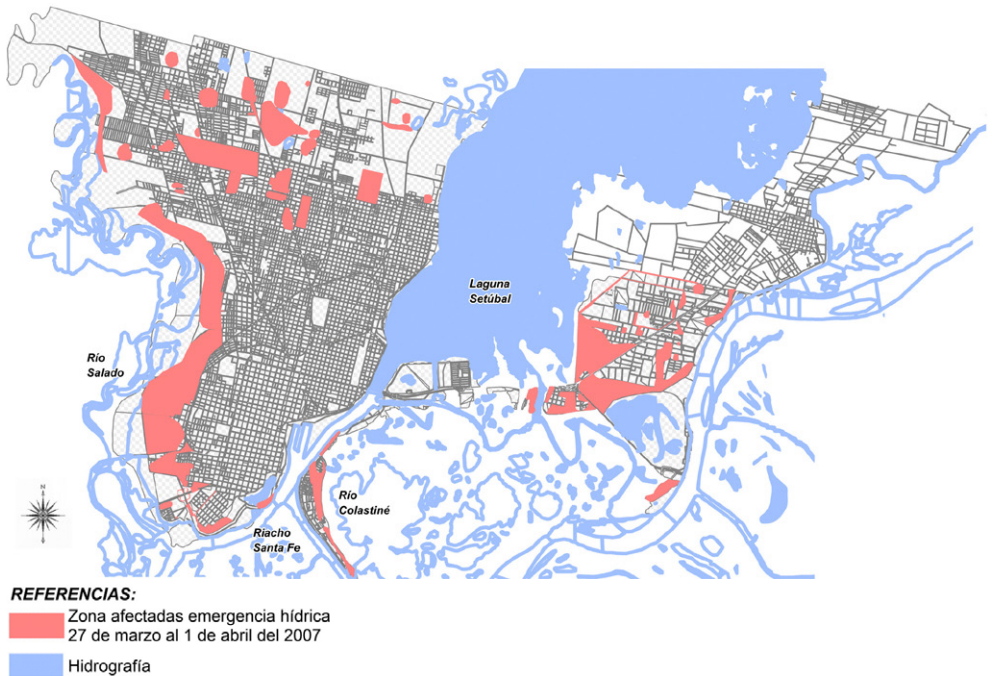 Laguna
Setúbal
Río
Salado
Río
Colastiné
Riacho
Santa Fe
N
REFERENCIAS:
Zona afectadas emergencia hídrica
27 de marzo al 1 de abril del 2007
Hidrografía